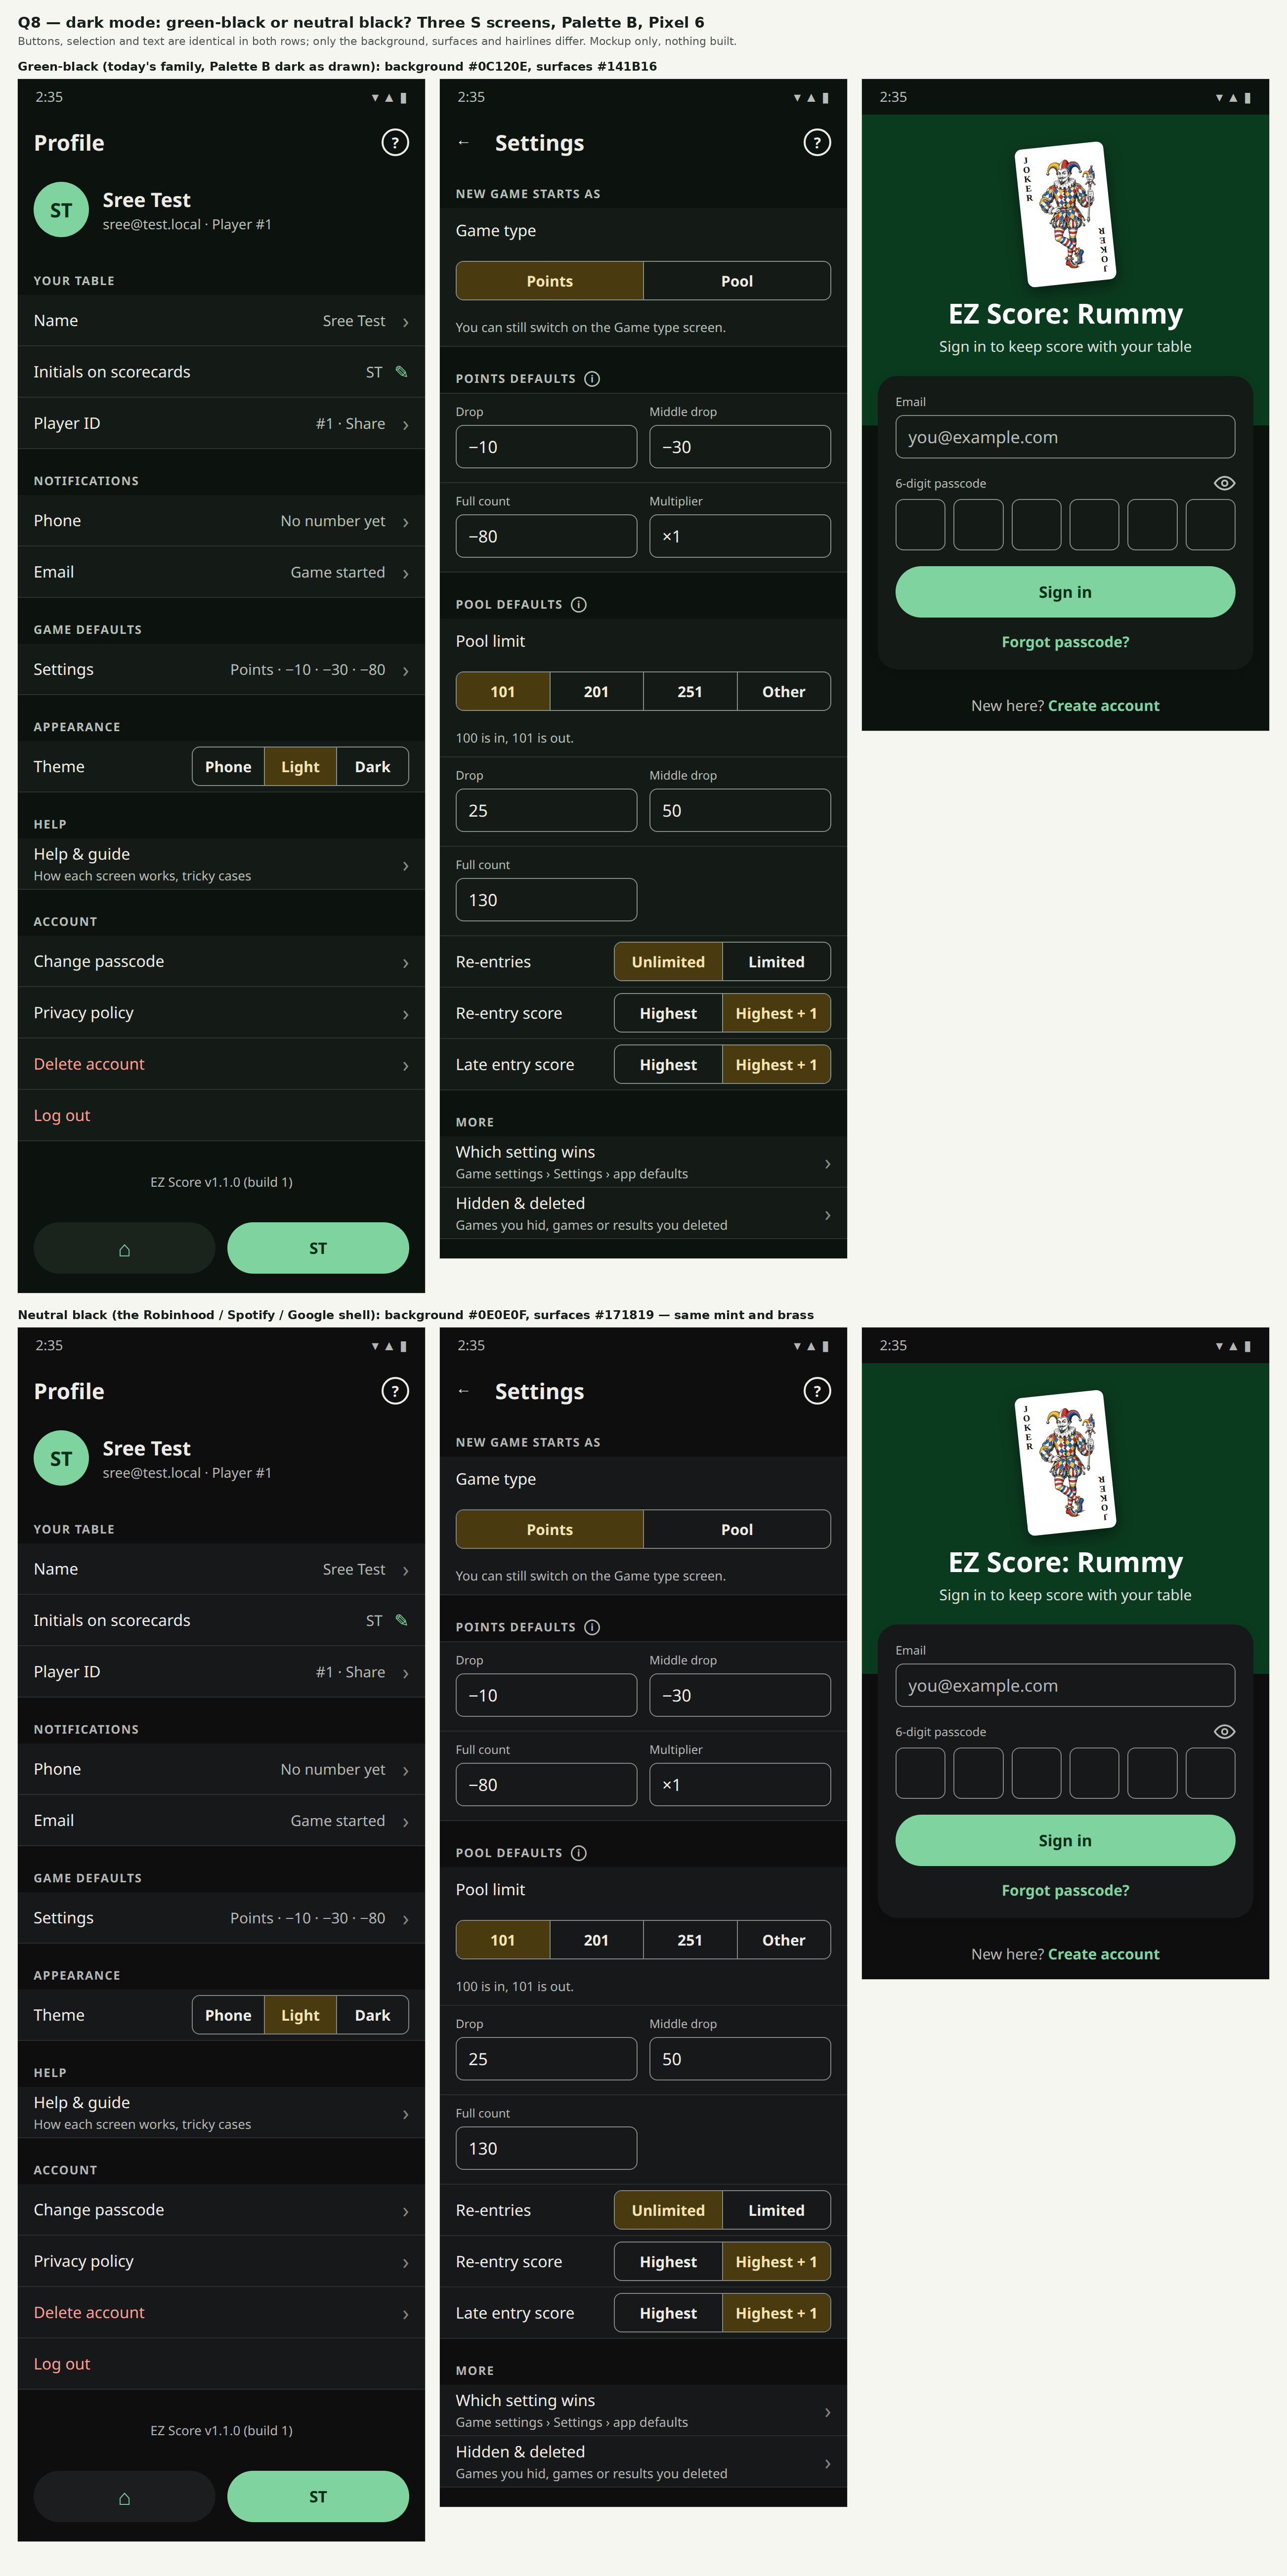 Q8 — dark mode: green-black or neutral black? Three S screens, Palette B, Pixel 6
Buttons, selection and text are identical in both rows; only the background, surfaces and hairlines differ. Mockup only, nothing built.
Green-black (today's family, Palette B dark as drawn): background #0C120E, surfaces #141B16
2:35
Profile
?
ST
Sree Test
sree@test.local · Player #1
YOUR TABLE
Name Sree Test ›
Initials on scorecards ST ✎
Player ID #1 · Share ›
NOTIFICATIONS
Phone No number yet ›
Email Game started ›
GAME DEFAULTS
Settings Points · −10 · −30 · −80 ›
APPEARANCE
Theme Phone Light Dark
HELP
Help & guide ›
How each screen works, tricky cases
ACCOUNT
Change passcode ›
Privacy policy ›
Delete account ›
Log out
EZ Score v1.1.0 (build 1)
⌂ ST
2:35
← Settings ?
NEW GAME STARTS AS
Game type
Points Pool
You can still switch on the Game type screen.
POINTS DEFAULTS i
Drop Middle drop
−10 −30
Full count Multiplier
−80 ×1
POOL DEFAULTS i
Pool limit
101 201 251 Other
100 is in, 101 is out.
Drop Middle drop
25 50
Full count
130
Re-entries Unlimited Limited
Re-entry score Highest Highest + 1
Late entry score Highest Highest + 1
MORE
Which setting wins ›
Game settings › Settings › app defaults
Hidden & deleted ›
Games you hid, games or results you deleted
2:35
JOKER
JOKER
EZ Score: Rummy
Sign in to keep score with your table
Email
you@example.com
6-digit passcode
Sign in
Forgot passcode?
New here? Create account
Neutral black (the Robinhood / Spotify / Google shell): background #0E0E0F, surfaces #171819 — same mint and brass
2:35
Profile
?
ST
Sree Test
sree@test.local · Player #1
YOUR TABLE
Name Sree Test ›
Initials on scorecards ST ✎
Player ID #1 · Share ›
NOTIFICATIONS
Phone No number yet ›
Email Game started ›
GAME DEFAULTS
Settings Points · −10 · −30 · −80 ›
APPEARANCE
Theme Phone Light Dark
HELP
Help & guide ›
How each screen works, tricky cases
ACCOUNT
Change passcode ›
Privacy policy ›
Delete account ›
Log out
EZ Score v1.1.0 (build 1)
⌂ ST
2:35
← Settings ?
NEW GAME STARTS AS
Game type
Points Pool
You can still switch on the Game type screen.
POINTS DEFAULTS i
Drop Middle drop
−10 −30
Full count Multiplier
−80 ×1
POOL DEFAULTS i
Pool limit
101 201 251 Other
100 is in, 101 is out.
Drop Middle drop
25 50
Full count
130
Re-entries Unlimited Limited
Re-entry score Highest Highest + 1
Late entry score Highest Highest + 1
MORE
Which setting wins ›
Game settings › Settings › app defaults
Hidden & deleted ›
Games you hid, games or results you deleted
2:35
JOKER
JOKER
EZ Score: Rummy
Sign in to keep score with your table
Email
you@example.com
6-digit passcode
Sign in
Forgot passcode?
New here? Create account